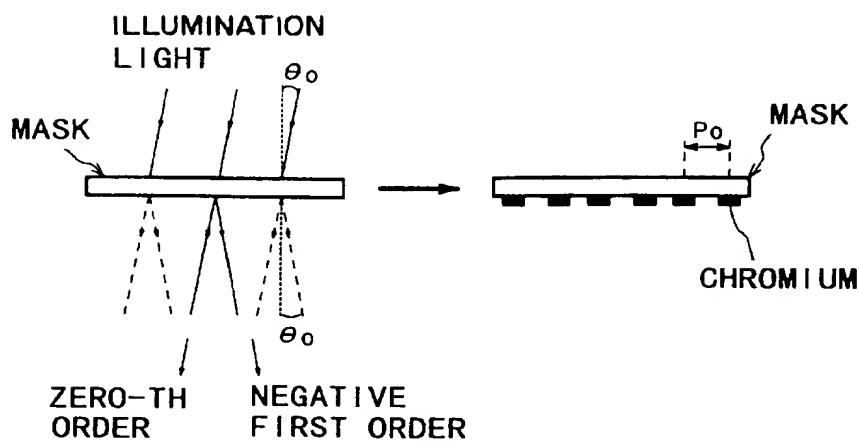 ILLUMINATION
LIGHT
θo
MASK
Po
MASK
CHROMIUM
θo
ZERO-TH
ORDER
NEGATIVE
FIRST ORDER